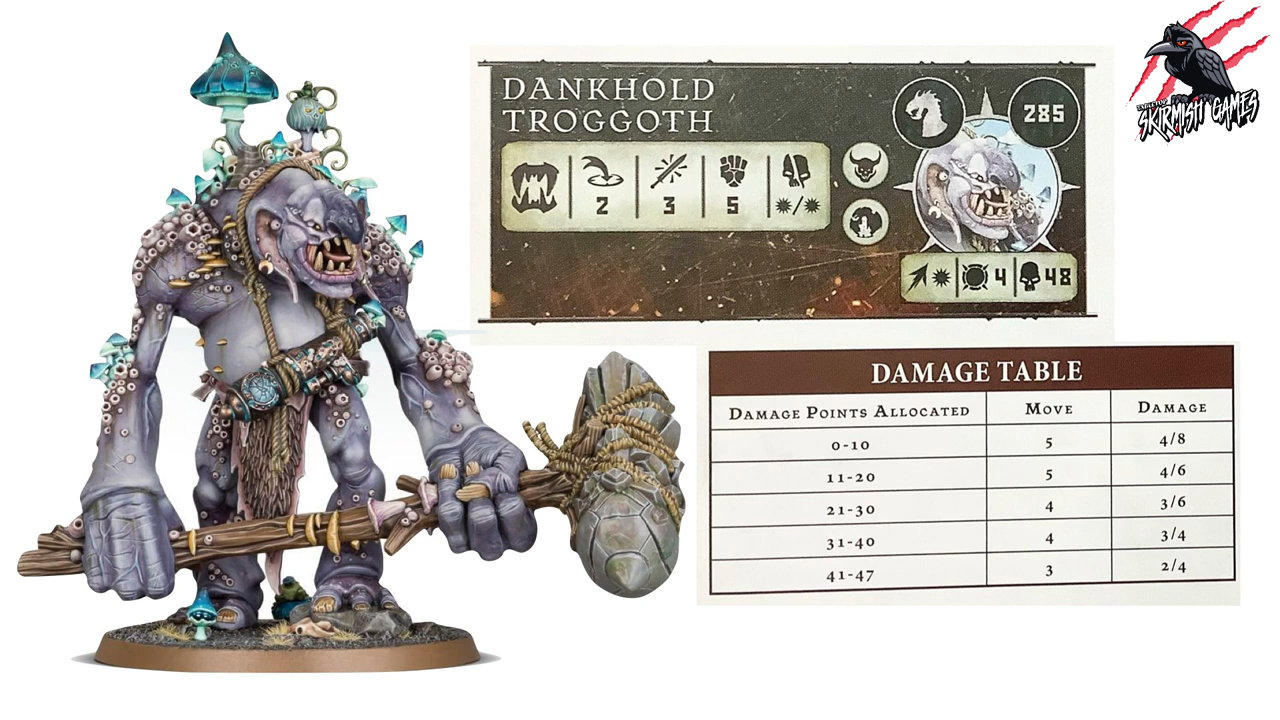 DANKHOLD
TROGGOTH
285
2 3 5 */*
* 4 48
TABLETOP
SKIRMISH GAMES
DAMAGE TABLE
DAMAGE POINTS ALLOCATED MOVE DAMAGE
0-10 5 4/8
11-20 5 4/6
21-30 4 3/6
31-40 4 3/4
41-47 3 2/4